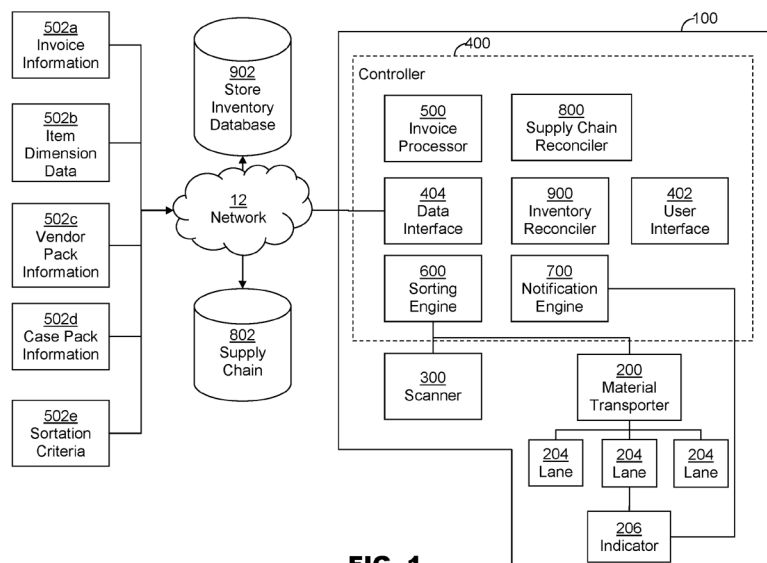 100
400
502a
Invoice
Information
502b
Item
Dimension
Data
502c
Vendor
Pack
Information
502d
Case Pack
Information
502e
Sortation
Criteria
902
Store
Inventory
Database
12
Network
802
Supply
Chain
Controller
500
Invoice
Processor
800
Supply Chain
Reconciler
404
Data
Interface
900
Inventory
Reconciler
402
User
Interface
600
Sorting
Engine
700
Notification
Engine
300
Scanner
200
Material
Transporter
204
Lane
204
Lane
204
Lane
206
Indicator
FIG. 1